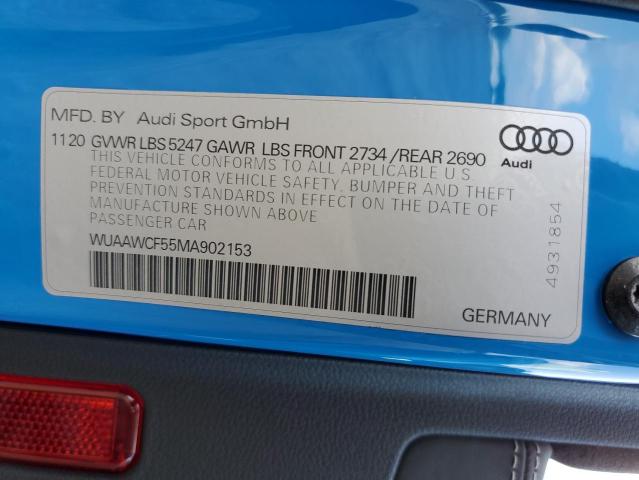 MFD. BY Audi Sport GmbH
1120 GVWR LBS 5247 GAWR LBS FRONT 2734 /REAR 2690
THIS VEHICLE CONFORMS TO ALL APPLICABLE U S
FEDERAL MOTOR VEHICLE SAFETY, BUMPER AND THEFT
PREVENTION STANDARDS IN EFFECT ON THE DATE OF
MANUFACTURE SHOWN ABOVE
PASSENGER CAR
WUAAWCF55MA902153
Audi
4931854
GERMANY